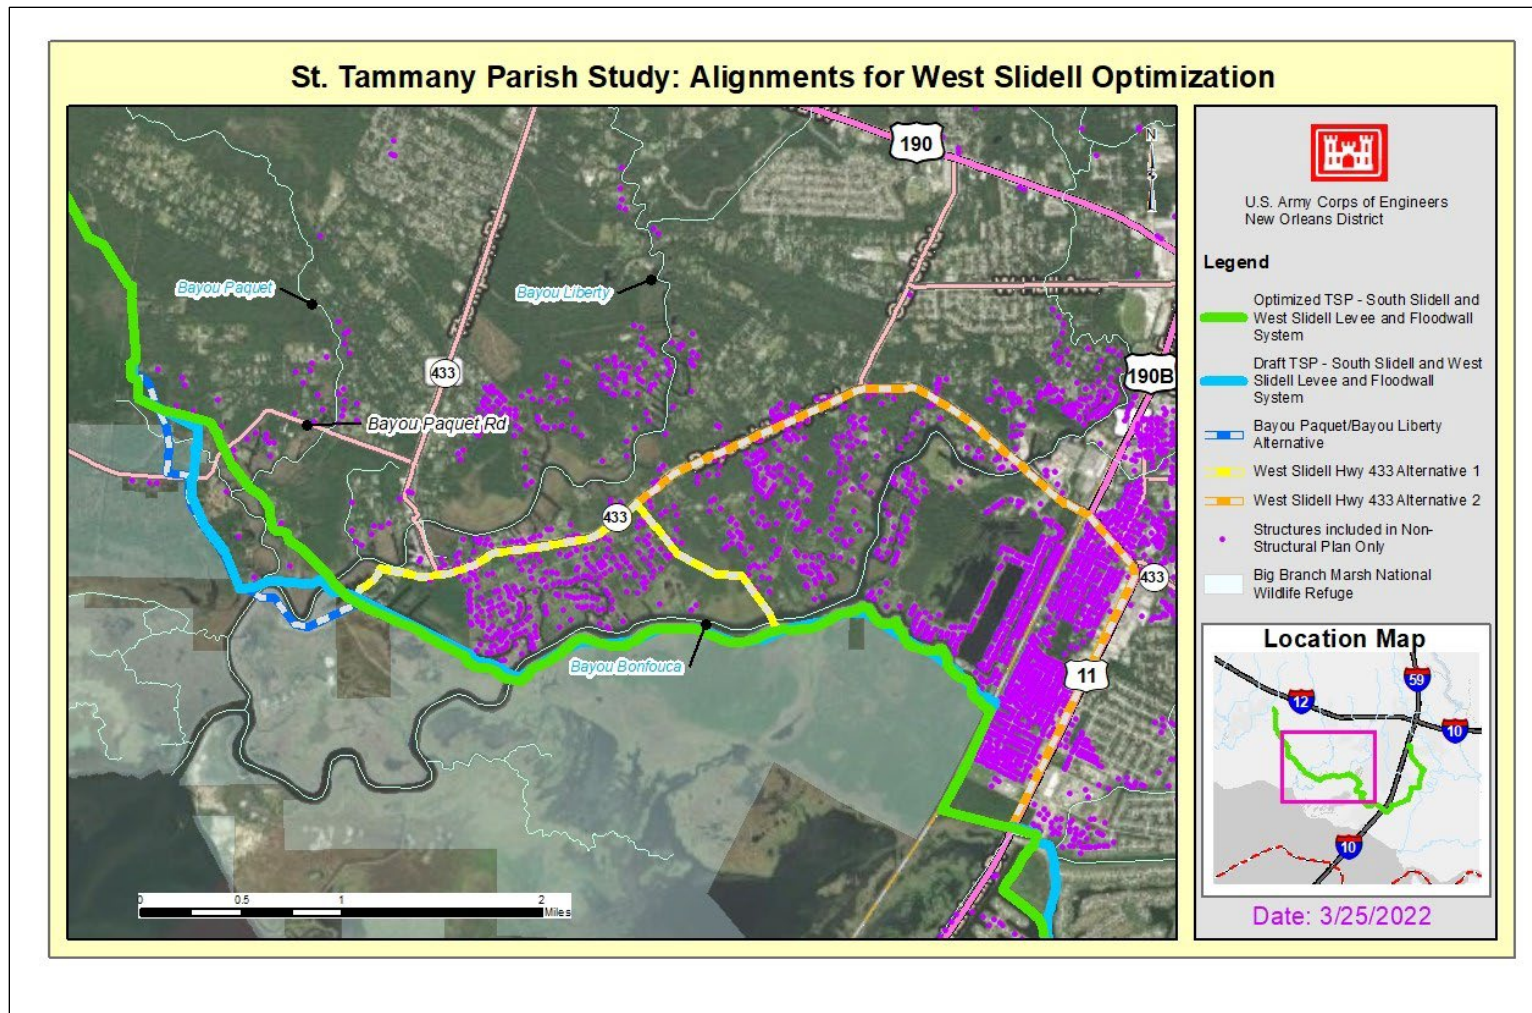 St. Tammany Parish Study: Alignments for West Slidell Optimization
190
N
Bayou Paquet
Bayou Liberty
433
190B
Bayou Paquet Rd
433
433
11
Bayou Bonfouca
0
0.5
1
2
Miles
U.S. Army Corps of Engineers
New Orleans District
Legend
Optimized TSP - South Slidell and
West Slidell Levee and Floodwall
System
Draft TSP - South Slidell and West
Slidell Levee and Floodwall
System
Bayou Paquet/Bayou Liberty
Alternative
West Slidell Hwy 433 Alternative 1
West Slidell Hwy 433 Alternative 2
Structures included in Non-
Structural Plan Only
Big Branch Marsh National
Wildlife Refuge
Location Map
59
12
10
10
Date: 3/25/2022